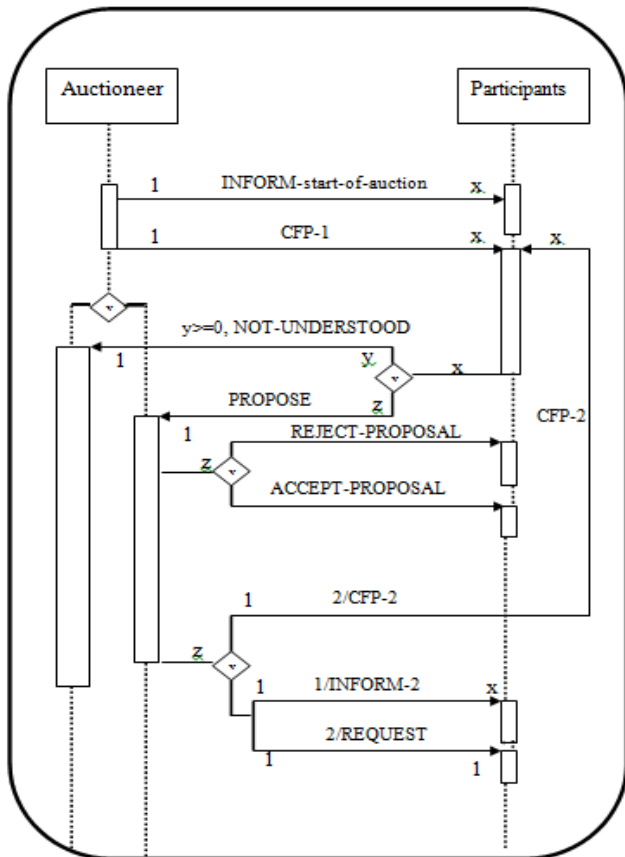 Auctioneer Participants
1 INFORM-start-of-auction x.
1 CFP-1 x. x.
v
y>=0, NOT-UNDERSTOOD
1 y. x
v
PROPOSE z CFP-2
1 REJECT-PROPOSAL
z v
ACCEPT-PROPOSAL
1 2/CFP-2
z v
1 1/INFORM-2 x
2/REQUEST
1 1